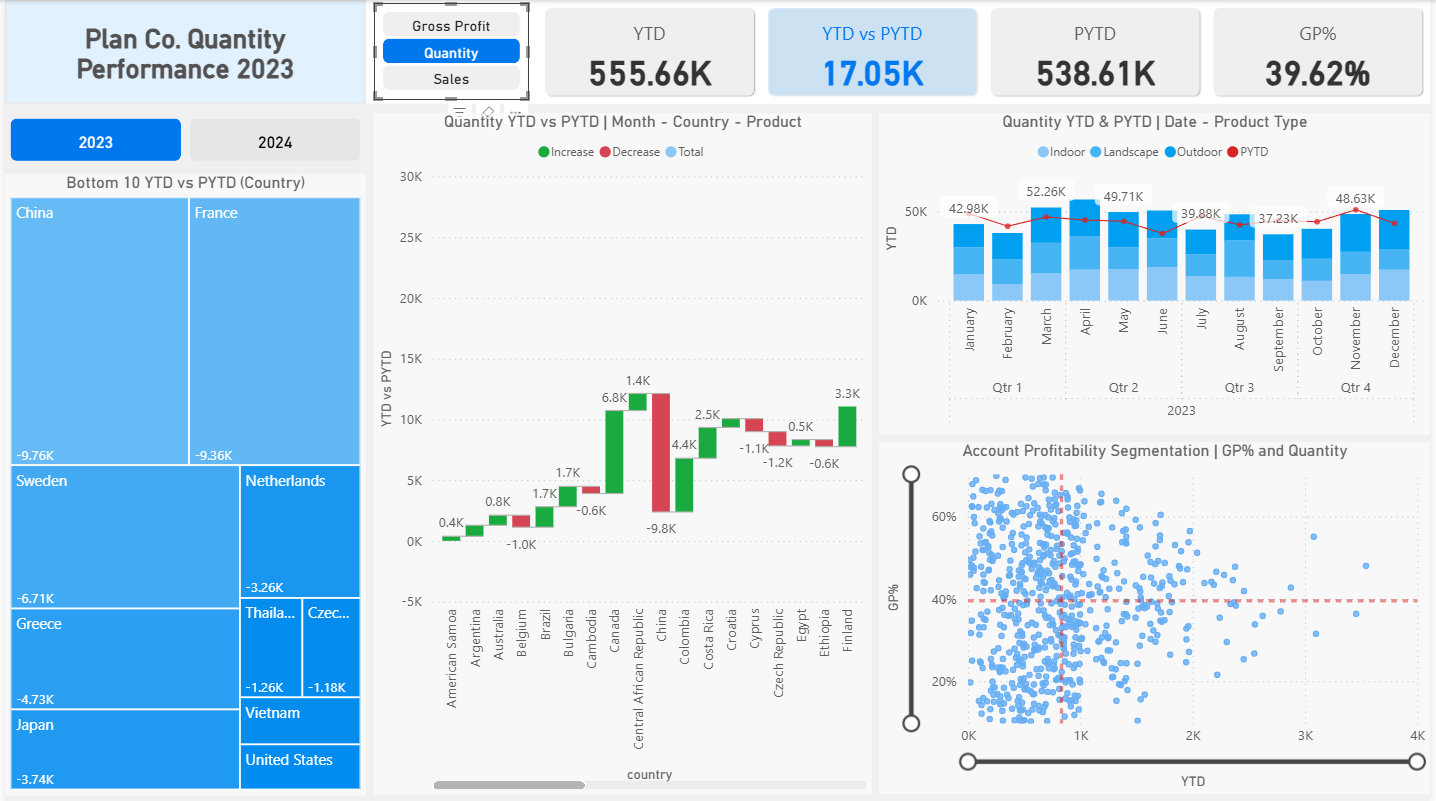 Plan Co. Quantity
Performance 2023
Gross Profit
Quantity
Sales
YTD
555.66K
YTD vs PYTD
17.05K
PYTD
538.61K
GP%
39.62%
2023
2024
Bottom 10 YTD vs PYTD (Country)
China
-9.76K
France
-9.36K
Sweden
-6.71K
Netherlands
-3.26K
Greece
-4.73K
Thaila...
-1.26K
Czec...
-1.18K
Japan
-3.74K
Vietnam
United States
Quantity YTD vs PYTD | Month - Country - Product
Increase Decrease Total
YTD vs PYTD
30K
25K
20K
15K
10K
5K
0K
-5K
0.4K
0.8K
-1.0K
1.7K
1.7K
-0.6K
6.8K
1.4K
-9.8K
4.4K
2.5K
-1.1K
-1.2K
0.5K
-0.6K
3.3K
American Samoa
Argentina
Australia
Belgium
Brazil
Bulgaria
Cambodia
Canada
Central African Republic
China
Colombia
Costa Rica
Croatia
Cyprus
Czech Republic
Egypt
Ethiopia
Finland
country
Quantity YTD & PYTD | Date - Product Type
Indoor Landscape Outdoor PYTD
YTD
50K
0K
42.98K
52.26K
49.71K
39.88K
37.23K
48.63K
January
February
March
April
May
June
July
August
September
October
November
December
Qtr 1
Qtr 2
Qtr 3
Qtr 4
2023
Account Profitability Segmentation | GP% and Quantity
GP%
60%
40%
20%
0K
1K
2K
3K
4K
YTD